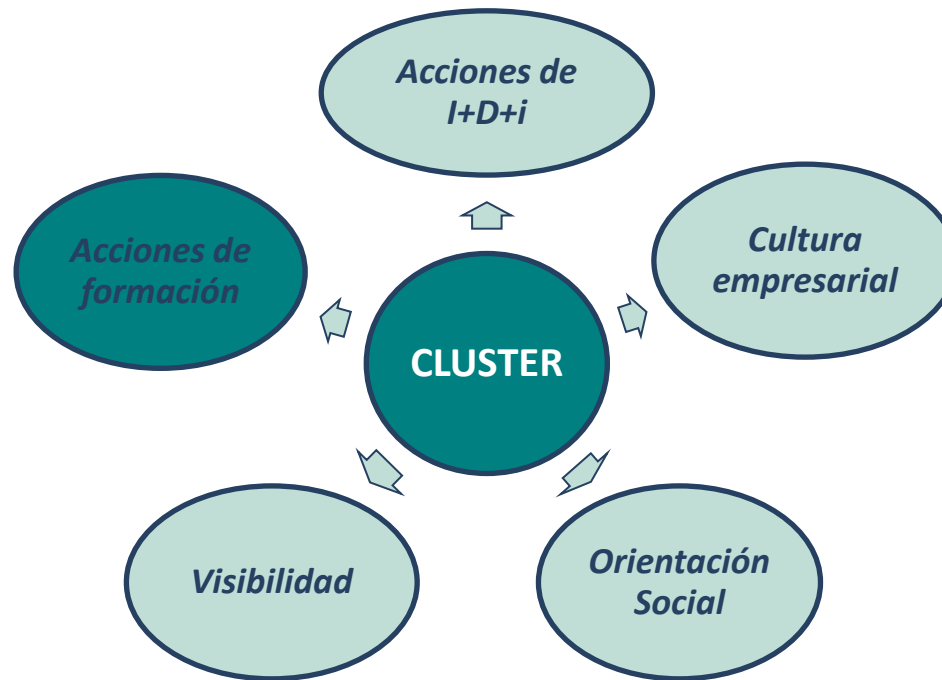 Acciones de
I+D+i
Cultura
empresarial
Acciones de
formación
CLUSTER
Visibilidad
Orientación
Social